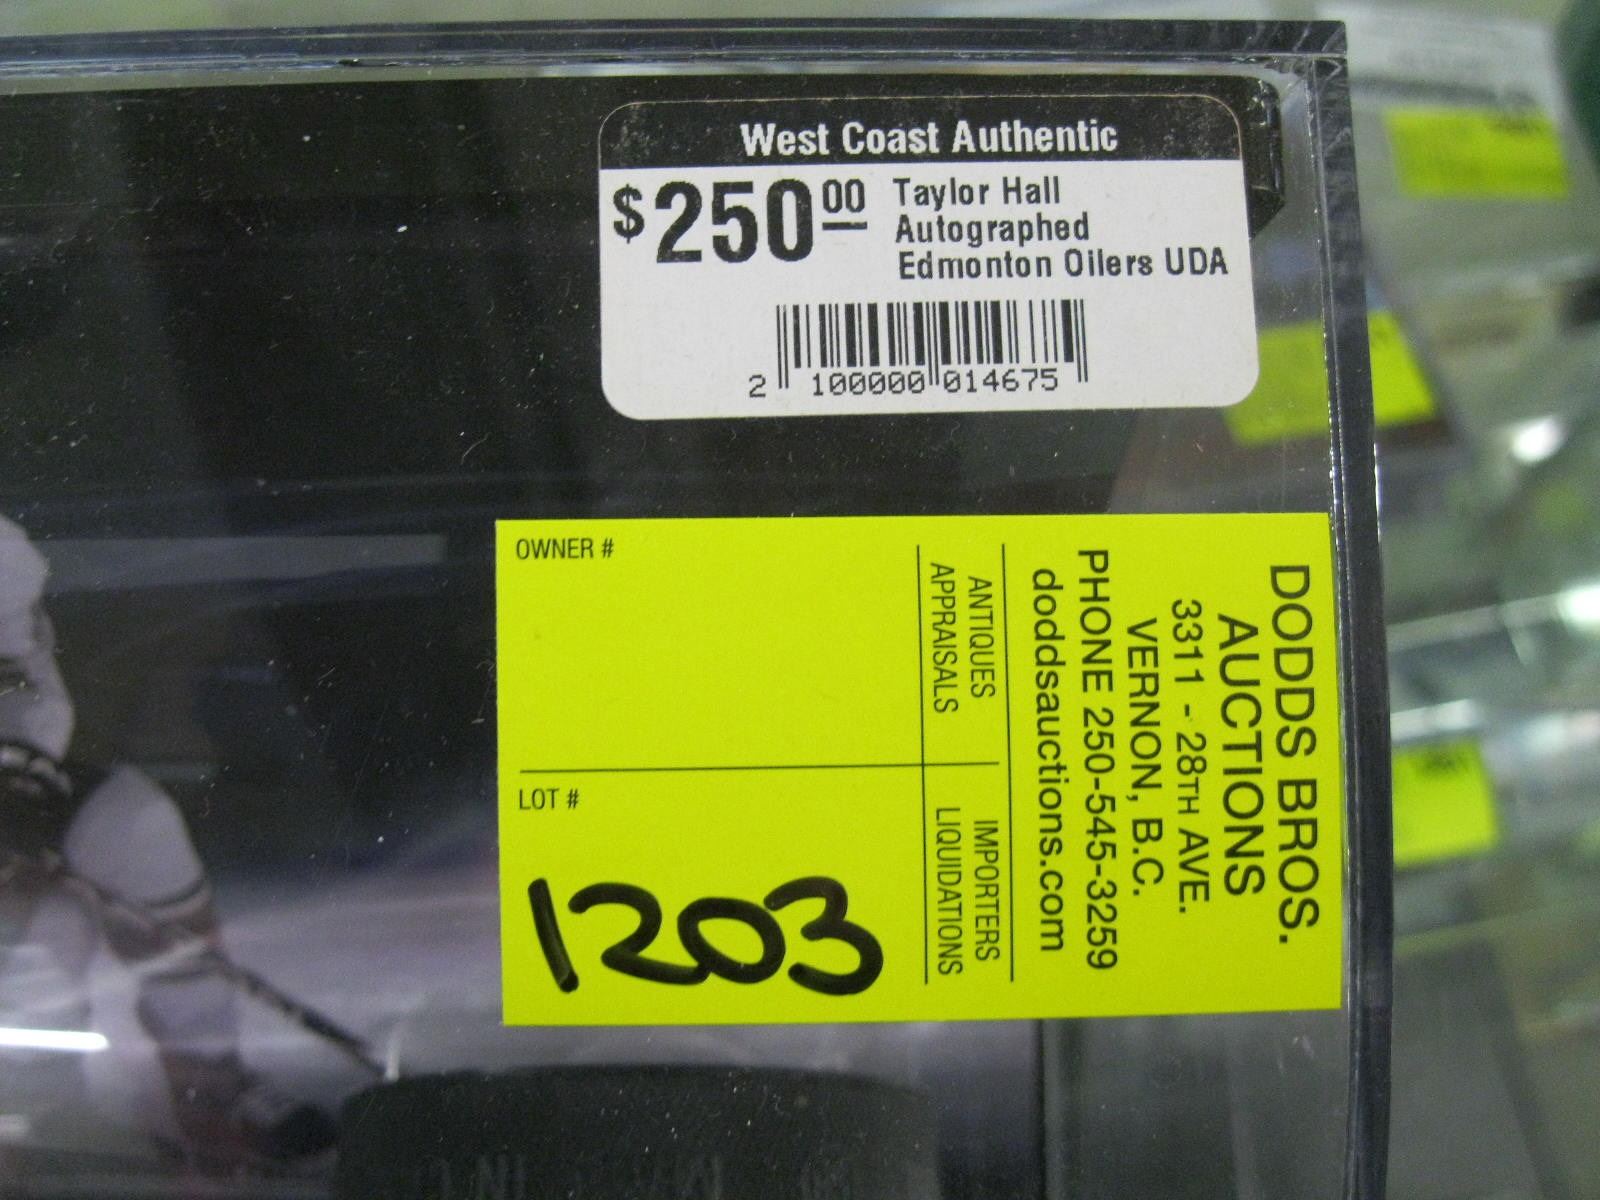 West Coast Authentic
$250.00
Taylor Hall
Autographed
Edmonton Oilers UDA
2 100000 014675
OWNER #
LOT #
1203
ANTIQUES
APPRAISALS
IMPORTERS
LIQUIDATIONS
DODDS BROS.
AUCTIONS
3311 - 28TH AVE.
VERNON, B.C.
PHONE 250-545-3259
doddsauctions.com